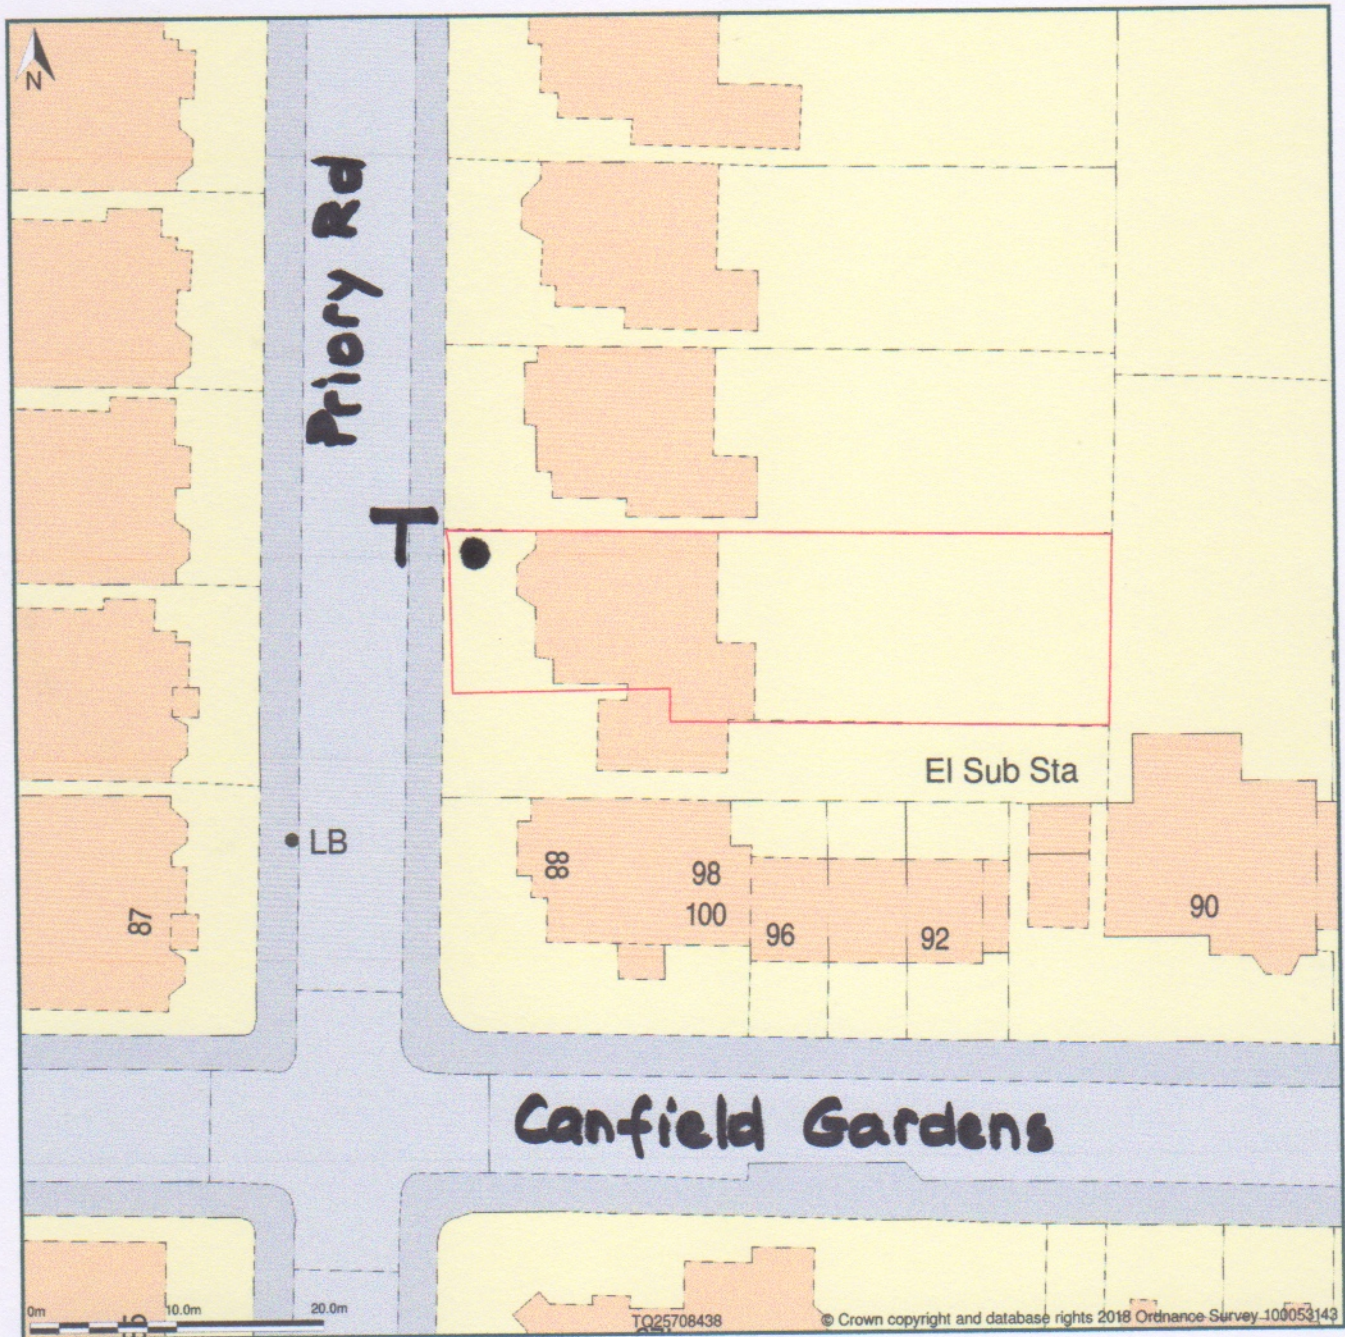 N
Priory Rd
T
El Sub Sta
LB
88
98
100
96
92
90
87
Canfield Gardens
0m
10.0m
20.0m
TQ25708438
© Crown copyright and database rights 2018 Ordnance Survey 100053143